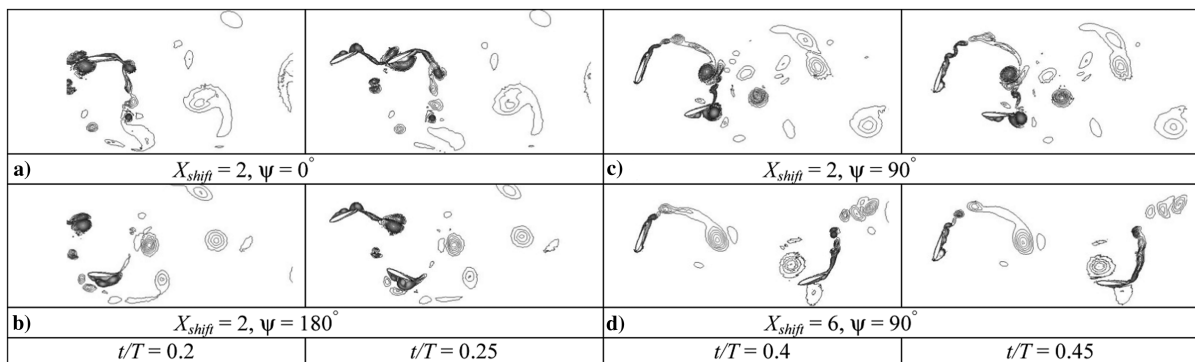 a) X_shift = 2, ψ = 0°
c) X_shift = 2, ψ = 90°
b) X_shift = 2, ψ = 180°
d) X_shift = 6, ψ = 90°
t/T = 0.2
t/T = 0.25
t/T = 0.4
t/T = 0.45